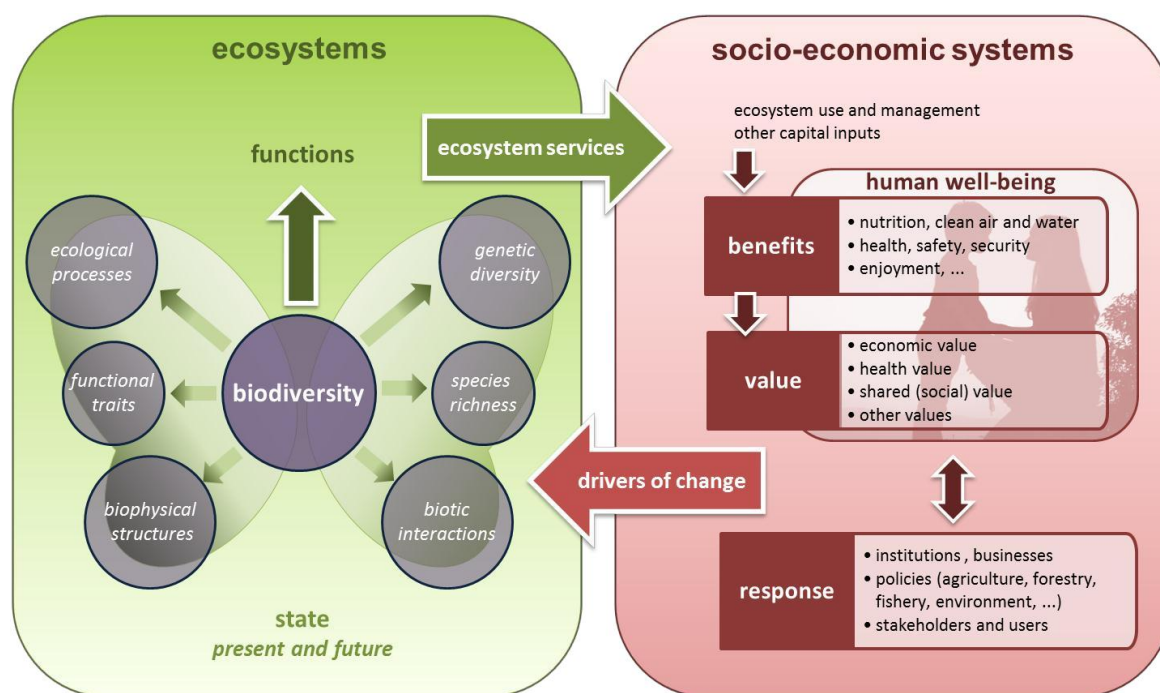 ecosystems
functions
ecological
processes
genetic
diversity
functional
traits
biodiversity
species
richness
biophysical
structures
biotic
interactions
state
present and future
ecosystem services
drivers of change
socio-economic systems
ecosystem use and management
other capital inputs
human well-being
benefits
• nutrition, clean air and water
• health, safety, security
• enjoyment, ...
value
• economic value
• health value
• shared (social) value
• other values
response
• institutions , businesses
• policies (agriculture, forestry,
fishery, environment, ...)
• stakeholders and users